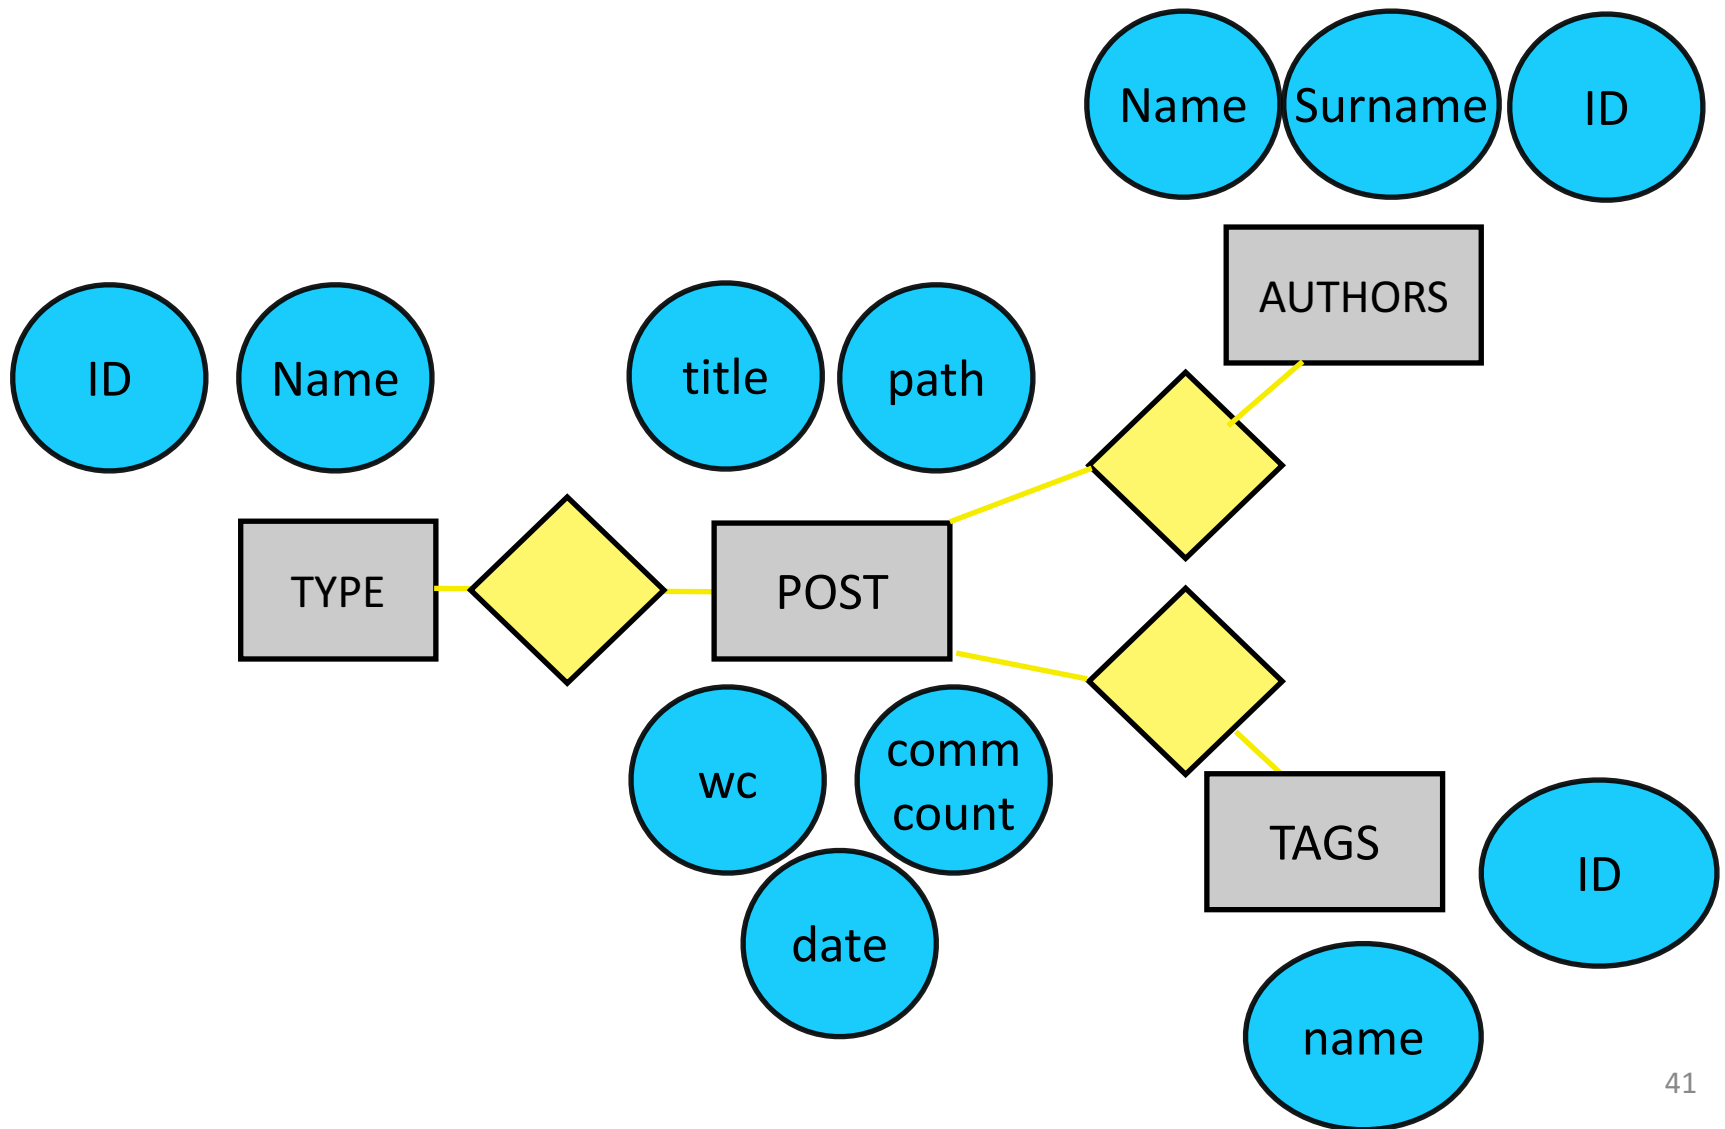 Name
Surname
ID
AUTHORS
ID
Name
title
path
TYPE
POST
wc
comm
count
date
TAGS
ID
name
41